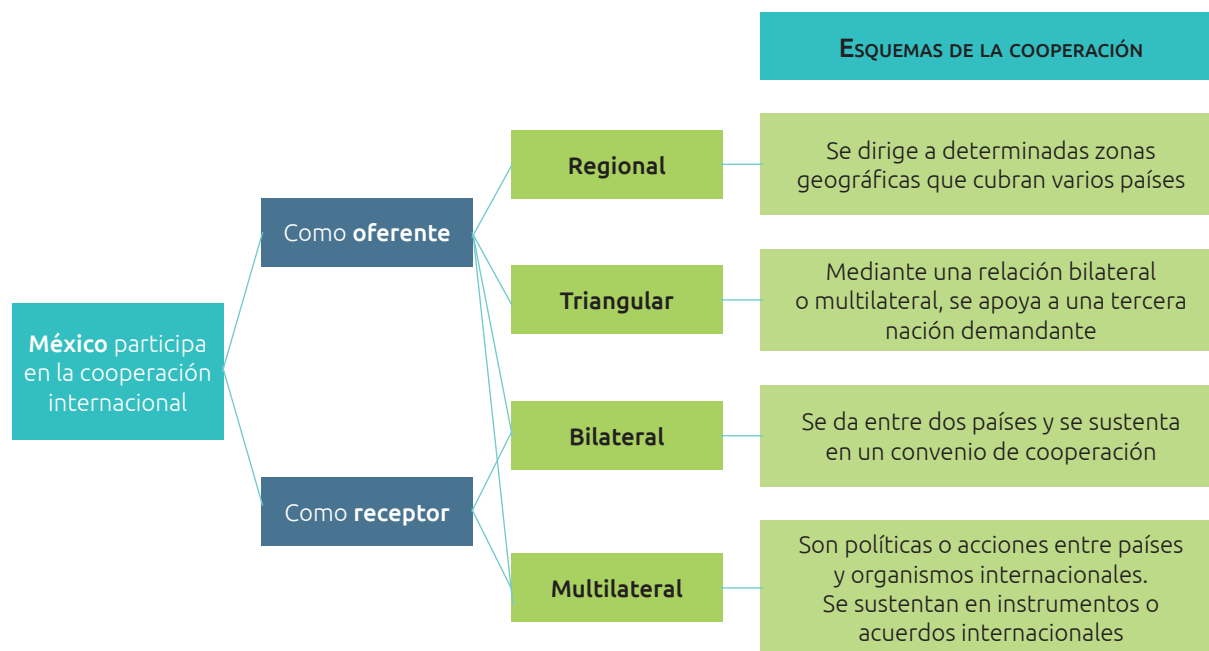 ESQUEMAS DE LA COOPERACIÓN
México participa
en la cooperación
internacional
Como oferente
Como receptor
Regional
Se dirige a determinadas zonas
geográficas que cubran varios países
Triangular
Mediante una relación bilateral
o multilateral, se apoya a una tercera
nación demandante
Bilateral
Se da entre dos países y se sustenta
en un convenio de cooperación
Multilateral
Son políticas o acciones entre países
y organismos internacionales.
Se sustentan en instrumentos o
acuerdos internacionales